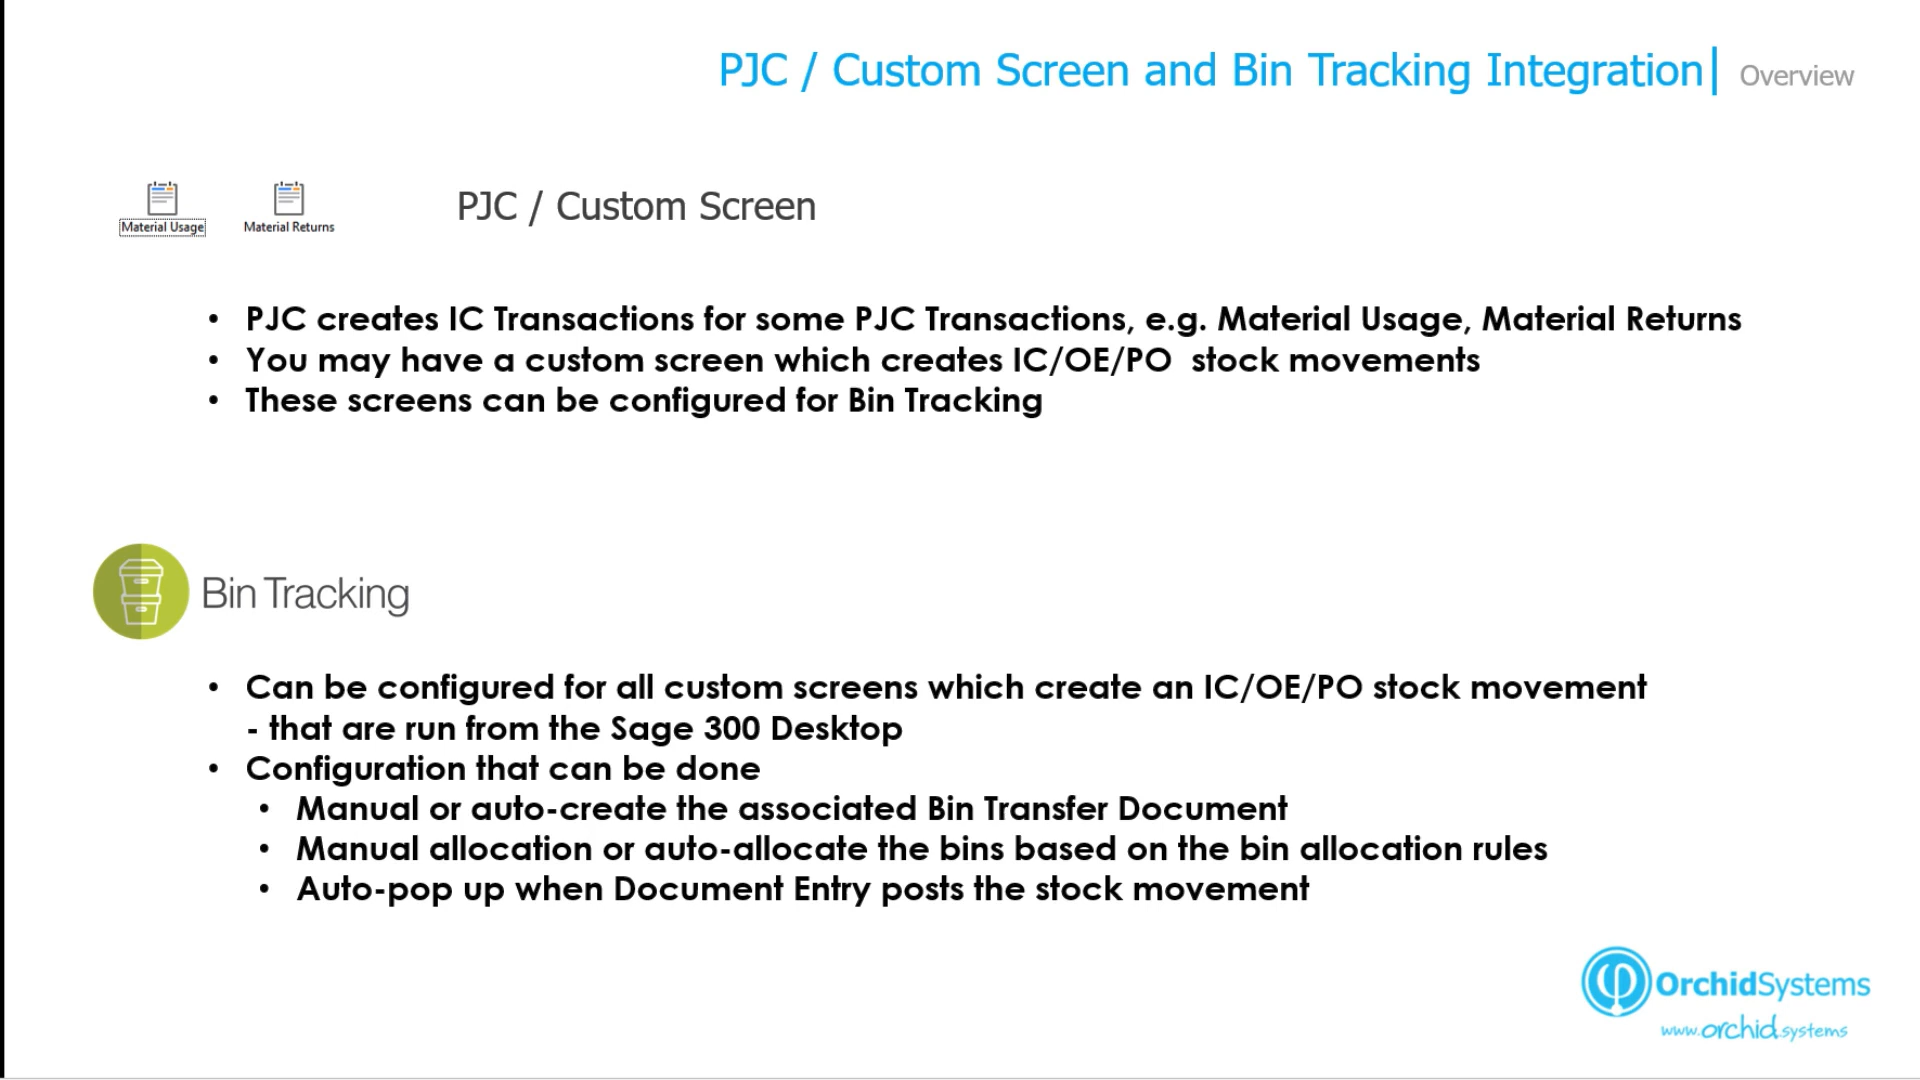 PJC / Custom Screen and Bin Tracking Integration| Overview
Material Usage
Material Returns
PJC / Custom Screen
• PJC creates IC Transactions for some PJC Transactions, e.g. Material Usage, Material Returns
• You may have a custom screen which creates IC/OE/PO stock movements
• These screens can be configured for Bin Tracking
Bin Tracking
• Can be configured for all custom screens which create an IC/OE/PO stock movement
- that are run from the Sage 300 Desktop
• Configuration that can be done
• Manual or auto-create the associated Bin Transfer Document
• Manual allocation or auto-allocate the bins based on the bin allocation rules
• Auto-pop up when Document Entry posts the stock movement
OrchidSystems
www.orchid.systems